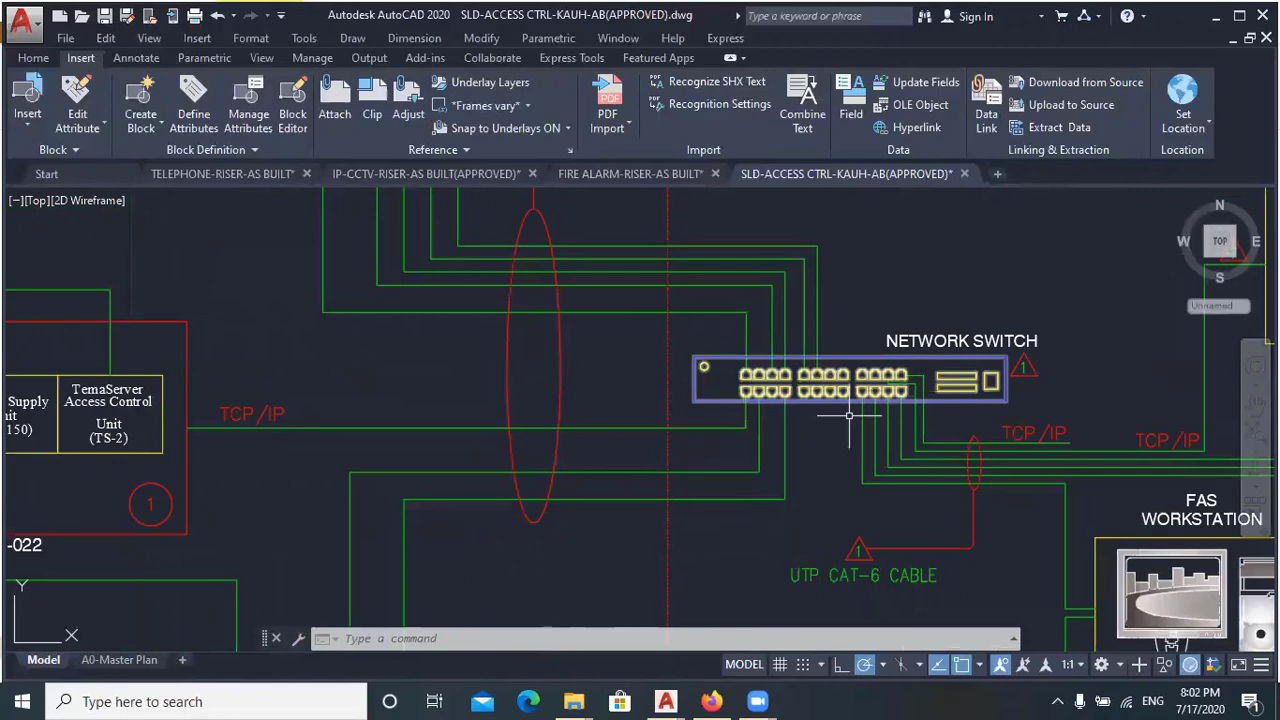 Autodesk AutoCAD 2020 SLD-ACCESS CTRL-KAUH-AB(APPROVED).dwg
Type a keyword or phrase
Sign In
File Edit View Insert Format Tools Draw Dimension Modify Parametric Window Help Express
Home Insert Annotate Parametric View Manage Output Add-ins Collaborate Express Tools Featured Apps
Insert
Edit
Attribute
Create
Block
Define
Attributes
Manage
Attributes
Block
Editor
Attach
Clip
Adjust
Underlay Layers
*Frames vary*
Snap to Underlays ON
PDF
PDF
Import
Recognize SHX Text
Recognition Settings
Combine
Text
Field
Update Fields
OLE Object
Hyperlink
Data
Link
Download from Source
Upload to Source
Extract Data
Set
Location
Block
Block Definition
Reference
Import
Data
Linking & Extraction
Location
Start
TELEPHONE-RISER-AS BUILT*
IP-CCTV-RISER-AS BUILT(APPROVED)*
FIRE ALARM-RISER-AS BUILT*
SLD-ACCESS CTRL-KAUH-AB(APPROVED)*
[−][Top][2D Wireframe]
N
W TOP E
S
Unnamed
NETWORK SWITCH
1
Supply
150)
TemaServer
Access Control
Unit
(TS-2)
TCP/IP
TCP/IP
TCP/IP
1
-022
FAS
WORKSTATION
1
UTP CAT-6 CABLE
Y
X
Type a command
Model
A0-Master Plan
MODEL
1:1
Type here to search
ENG
8:02 PM
7/17/2020
1